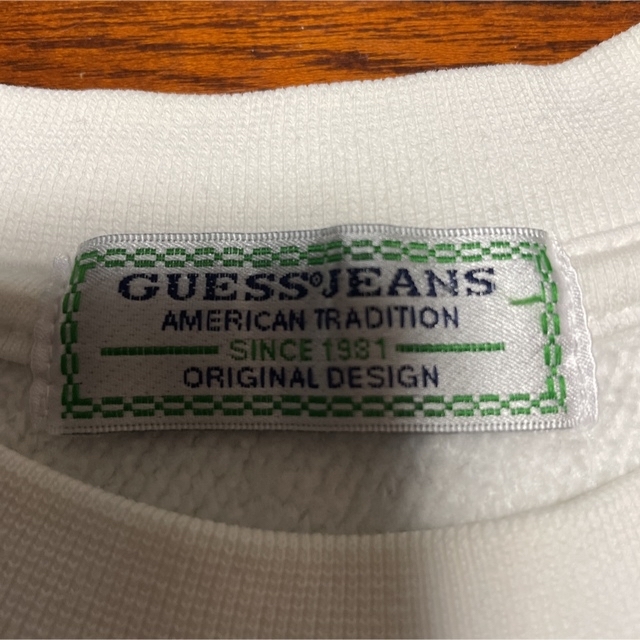 GUESS®JEANS
AMERICAN TRADITION
SINCE 1981
ORIGINAL DESIGN